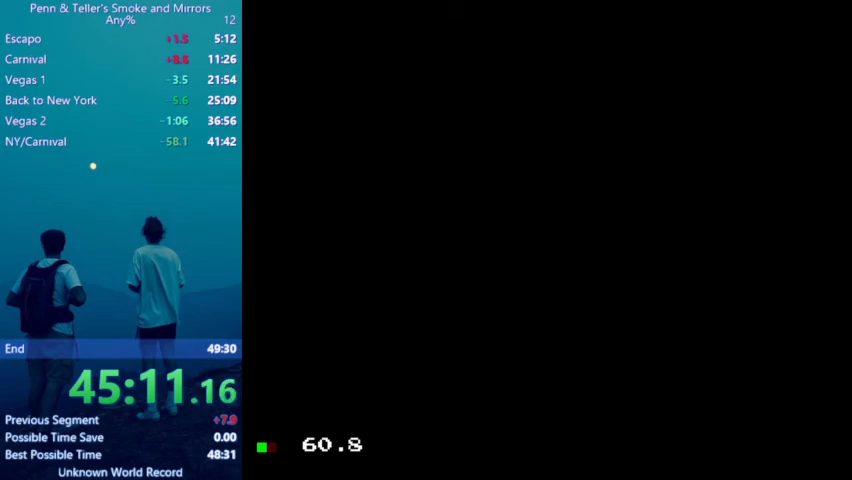 Penn & Teller's Smoke and Mirrors
Any%
12
Escapo +1.5 5:12
Carnival +8.6 11:26
Vegas 1 -3.5 21:54
Back to New York -5.6 25:09
Vegas 2 -1:06 36:56
NY/Carnival -58.1 41:42
End 49:30
45:11.16
Previous Segment +7.9
Possible Time Save 0.00
Best Possible Time 48:31
Unknown World Record
60.8